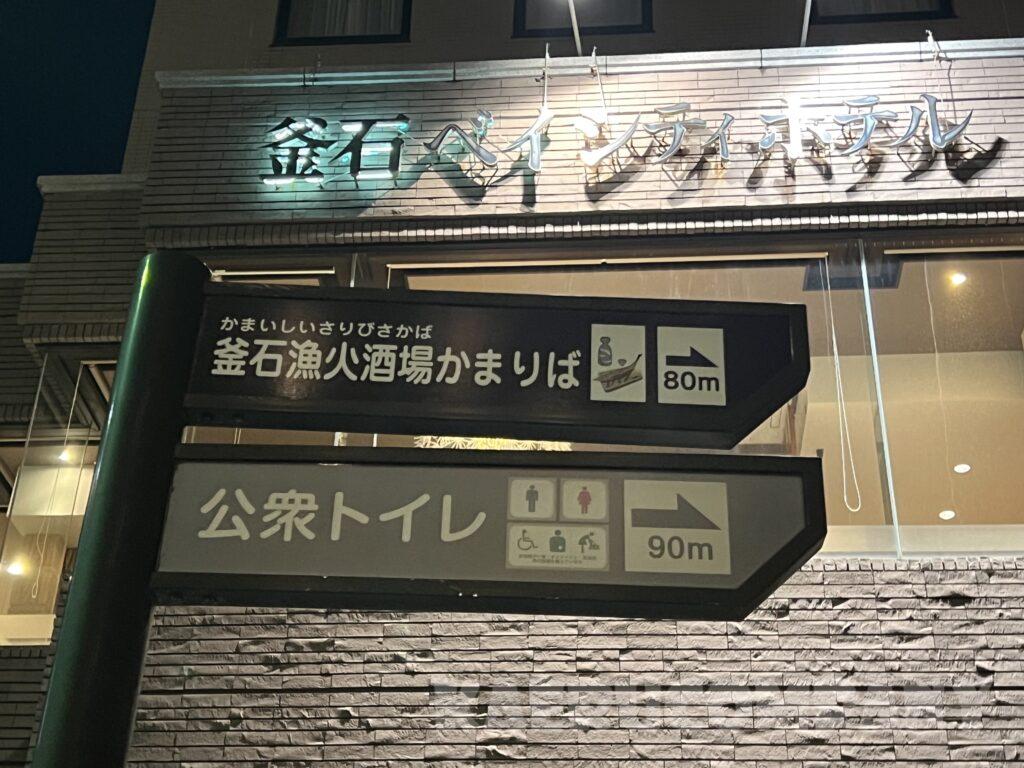 釜石ベイシティホテル
かまいしいさりびさかば
釜石漁火酒場かまりば
80m
公衆トイレ
90m